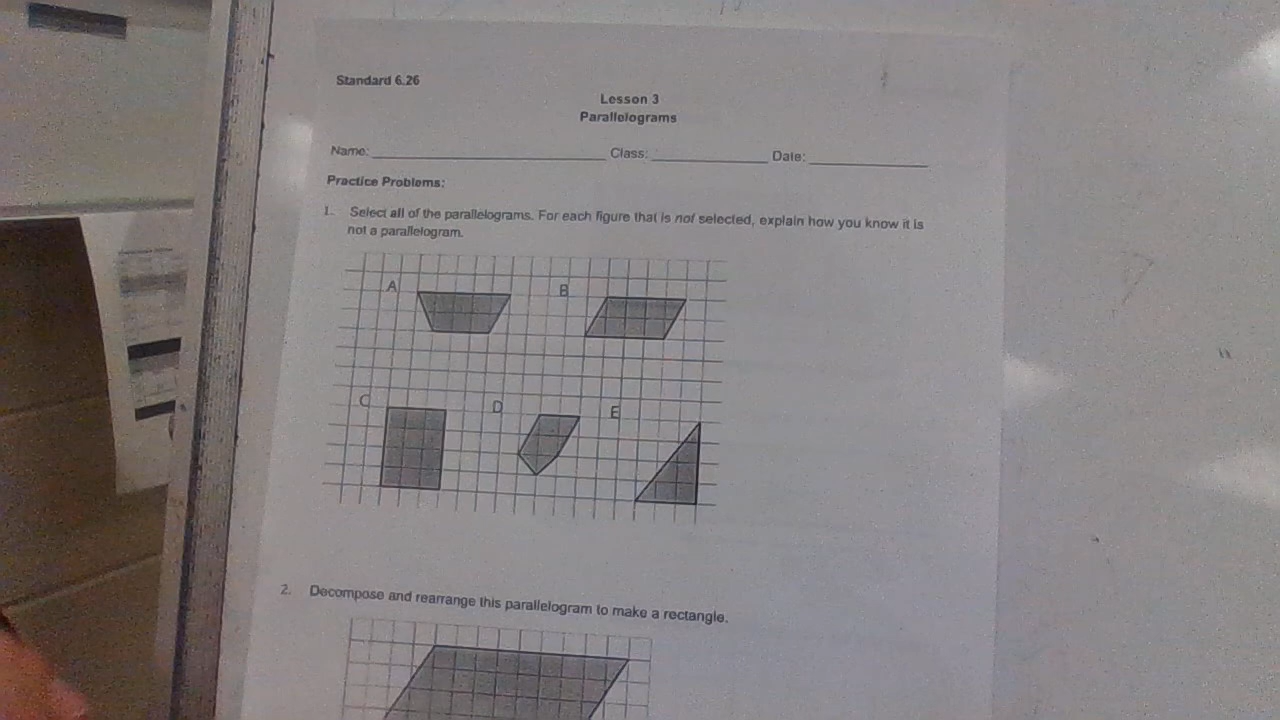 Standard 6.26
Lesson 3
Parallelograms
Name: Class: Date:
Practice Problems:
1. Select all of the parallelograms. For each figure that is not selected, explain how you know it is
not a parallelogram.
A B
C D E
2. Decompose and rearrange this parallelogram to make a rectangle.